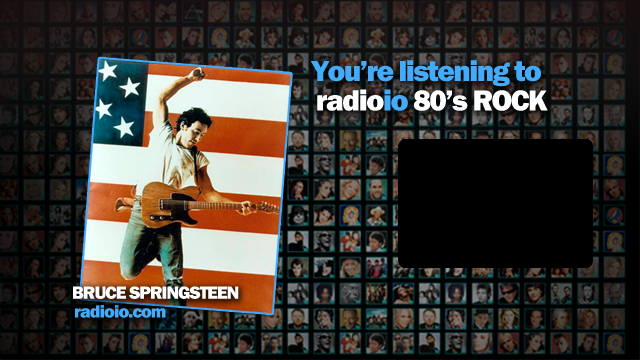 You're listening to
radioio 80's ROCK
BRUCE SPRINGSTEEN
radioio.com